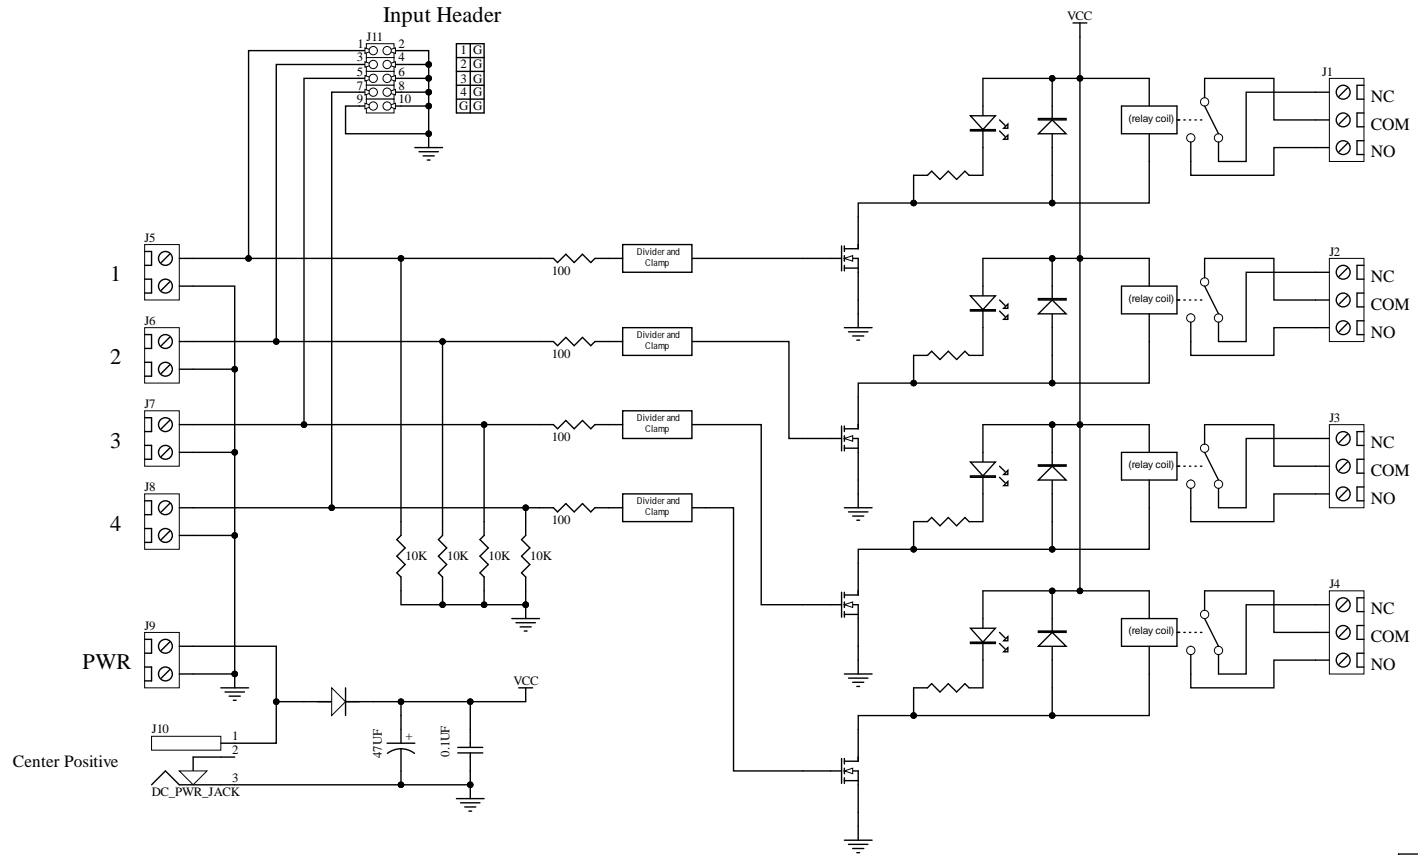 Input Header
J11
1 2
3 4
5 6
7 8
9 10
1 G
2 G
3 G
4 G
G G
VCC
J1
NC
COM
NO
(relay coil)
J5
1
100
Divider and
Clamp
J2
NC
COM
NO
(relay coil)
J6
2
100
Divider and
Clamp
J7
3
100
Divider and
Clamp
J3
NC
COM
NO
(relay coil)
J8
4
100
Divider and
Clamp
10K 10K 10K 10K
J4
NC
COM
NO
(relay coil)
J9
PWR
VCC
47UF
+
0.1UF
J10
1
2
3
Center Positive
DC_PWR_JACK